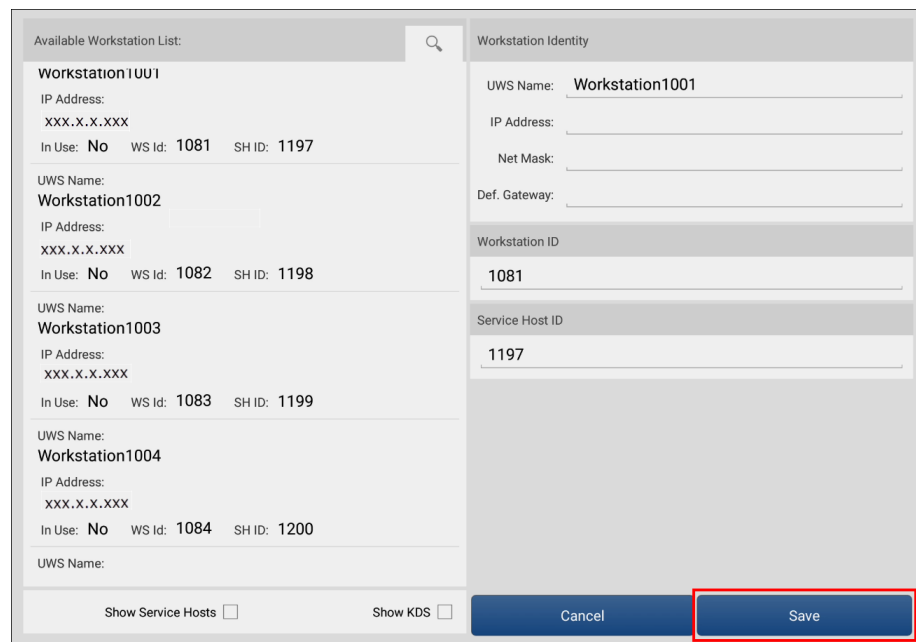 Available Workstation List:
Workstation1001
IP Address:
xxx.x.x.xxx
In Use: No WS Id: 1081 SH ID: 1197
UWS Name:
Workstation1002
IP Address:
xxx.x.x.xxx
In Use: No WS Id: 1082 SH ID: 1198
UWS Name:
Workstation1003
IP Address:
xxx.x.x.xxx
In Use: No WS Id: 1083 SH ID: 1199
UWS Name:
Workstation1004
IP Address:
xxx.x.x.xxx
In Use: No WS Id: 1084 SH ID: 1200
UWS Name:
Show Service Hosts
Show KDS
Workstation Identity
UWS Name: Workstation1001
IP Address:
Net Mask:
Def. Gateway:
Workstation ID
1081
Service Host ID
1197
Cancel
Save